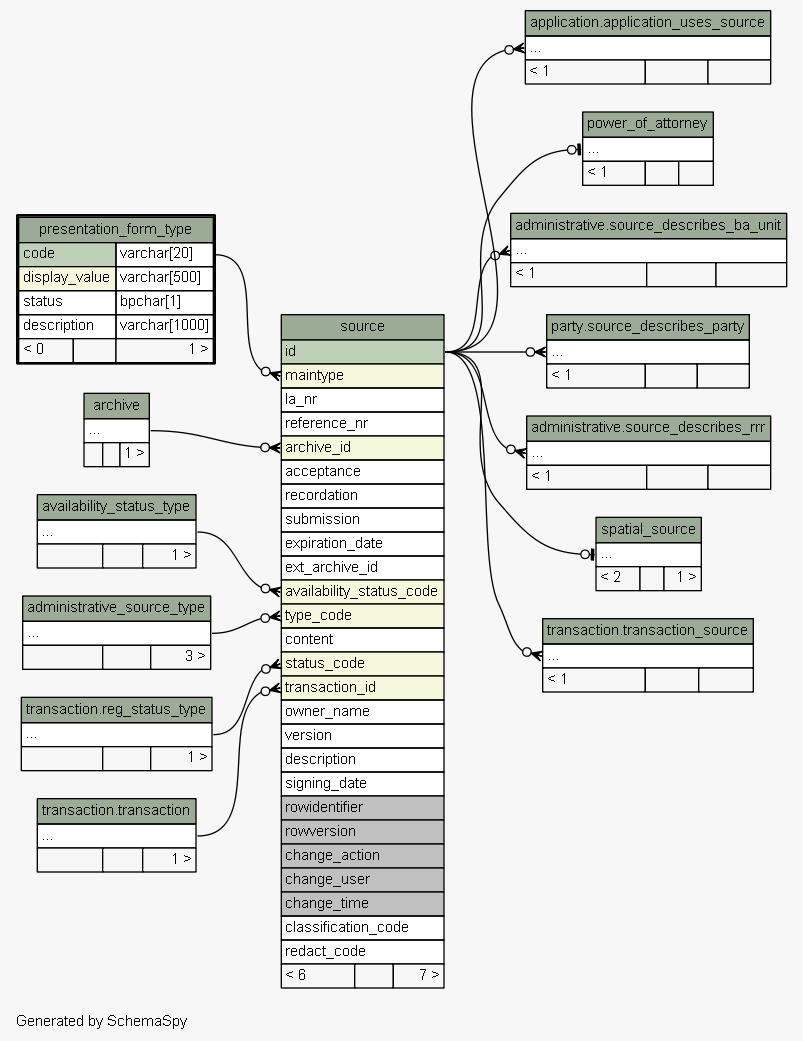 application.application_uses_source
...
< 1
power_of_attorney
...
< 1
administrative.source_describes_ba_unit
...
< 1
party.source_describes_party
...
< 1
administrative.source_describes_rrr
...
< 1
spatial_source
...
< 2 1 >
transaction.transaction_source
...
< 1
presentation_form_type
code varchar[20]
display_value varchar[500]
status bpchar[1]
description varchar[1000]
< 0 1 >
archive
...
1 >
availability_status_type
...
1 >
administrative_source_type
...
3 >
transaction.reg_status_type
...
1 >
transaction.transaction
...
1 >
source
id
maintype
la_nr
reference_nr
archive_id
acceptance
recordation
submission
expiration_date
ext_archive_id
availability_status_code
type_code
content
status_code
transaction_id
owner_name
version
description
signing_date
rowidentifier
rowversion
change_action
change_user
change_time
classification_code
redact_code
< 6 7 >
Generated by SchemaSpy